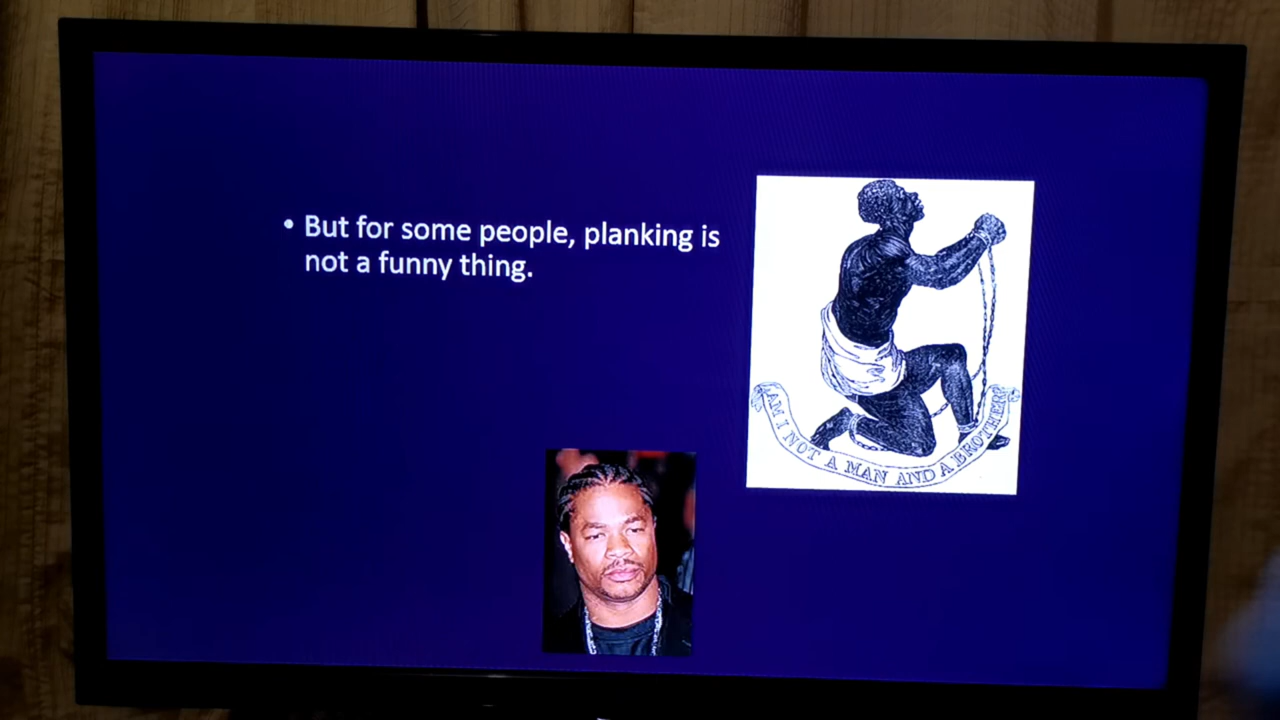 • But for some people, planking is
not a funny thing.
AM I NOT A MAN AND A BROTHER?